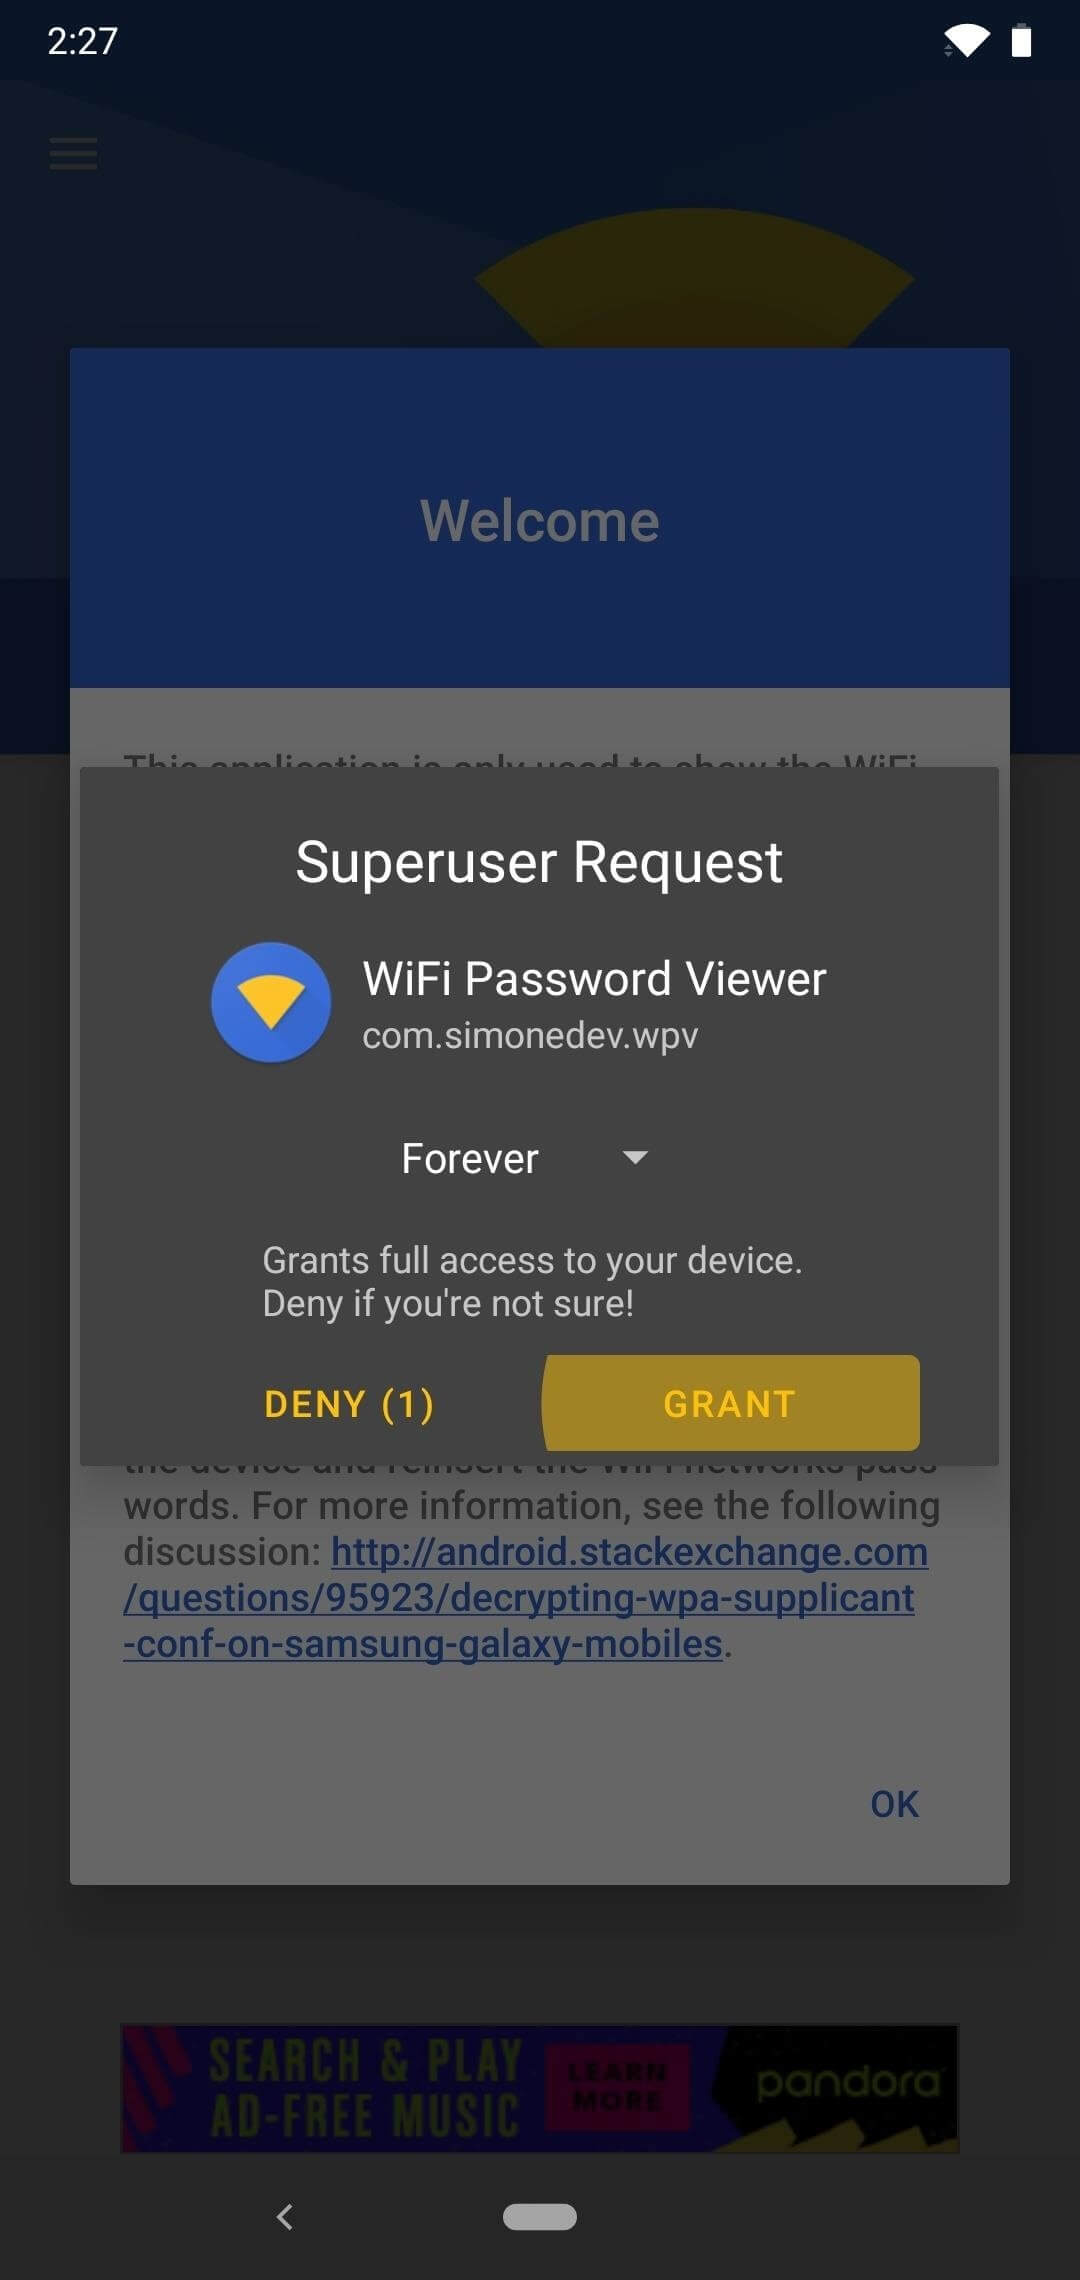 2:27
Welcome
This application is only used to show the WiFi
Superuser Request
WiFi Password Viewer
com.simonedev.wpv
Forever
Grants full access to your device.
Deny if you're not sure!
DENY (1)
GRANT
the device and reinsert the WiFi networks pass
words. For more information, see the following
discussion: http://android.stackexchange.com
/questions/95923/decrypting-wpa-supplicant
-conf-on-samsung-galaxy-mobiles.
OK
SEARCH & PLAY
AD-FREE MUSIC
LEARN
MORE
pandora